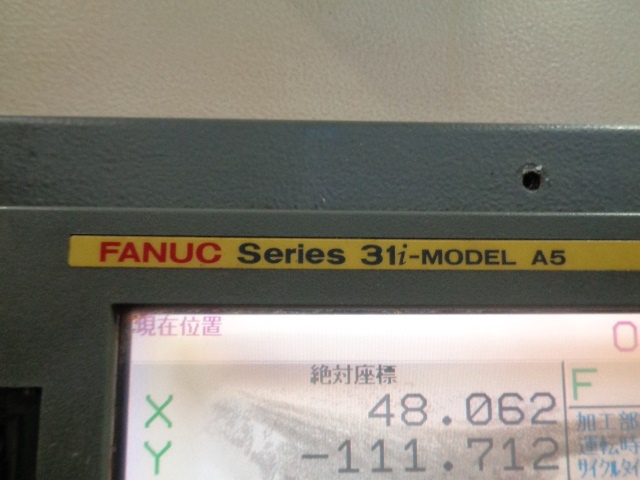 FANUC Series 31i-MODEL A5
現在位置 O
絶対座標 F
X 48.062 加工部
Y -111.712 運転時
サイクルタイ